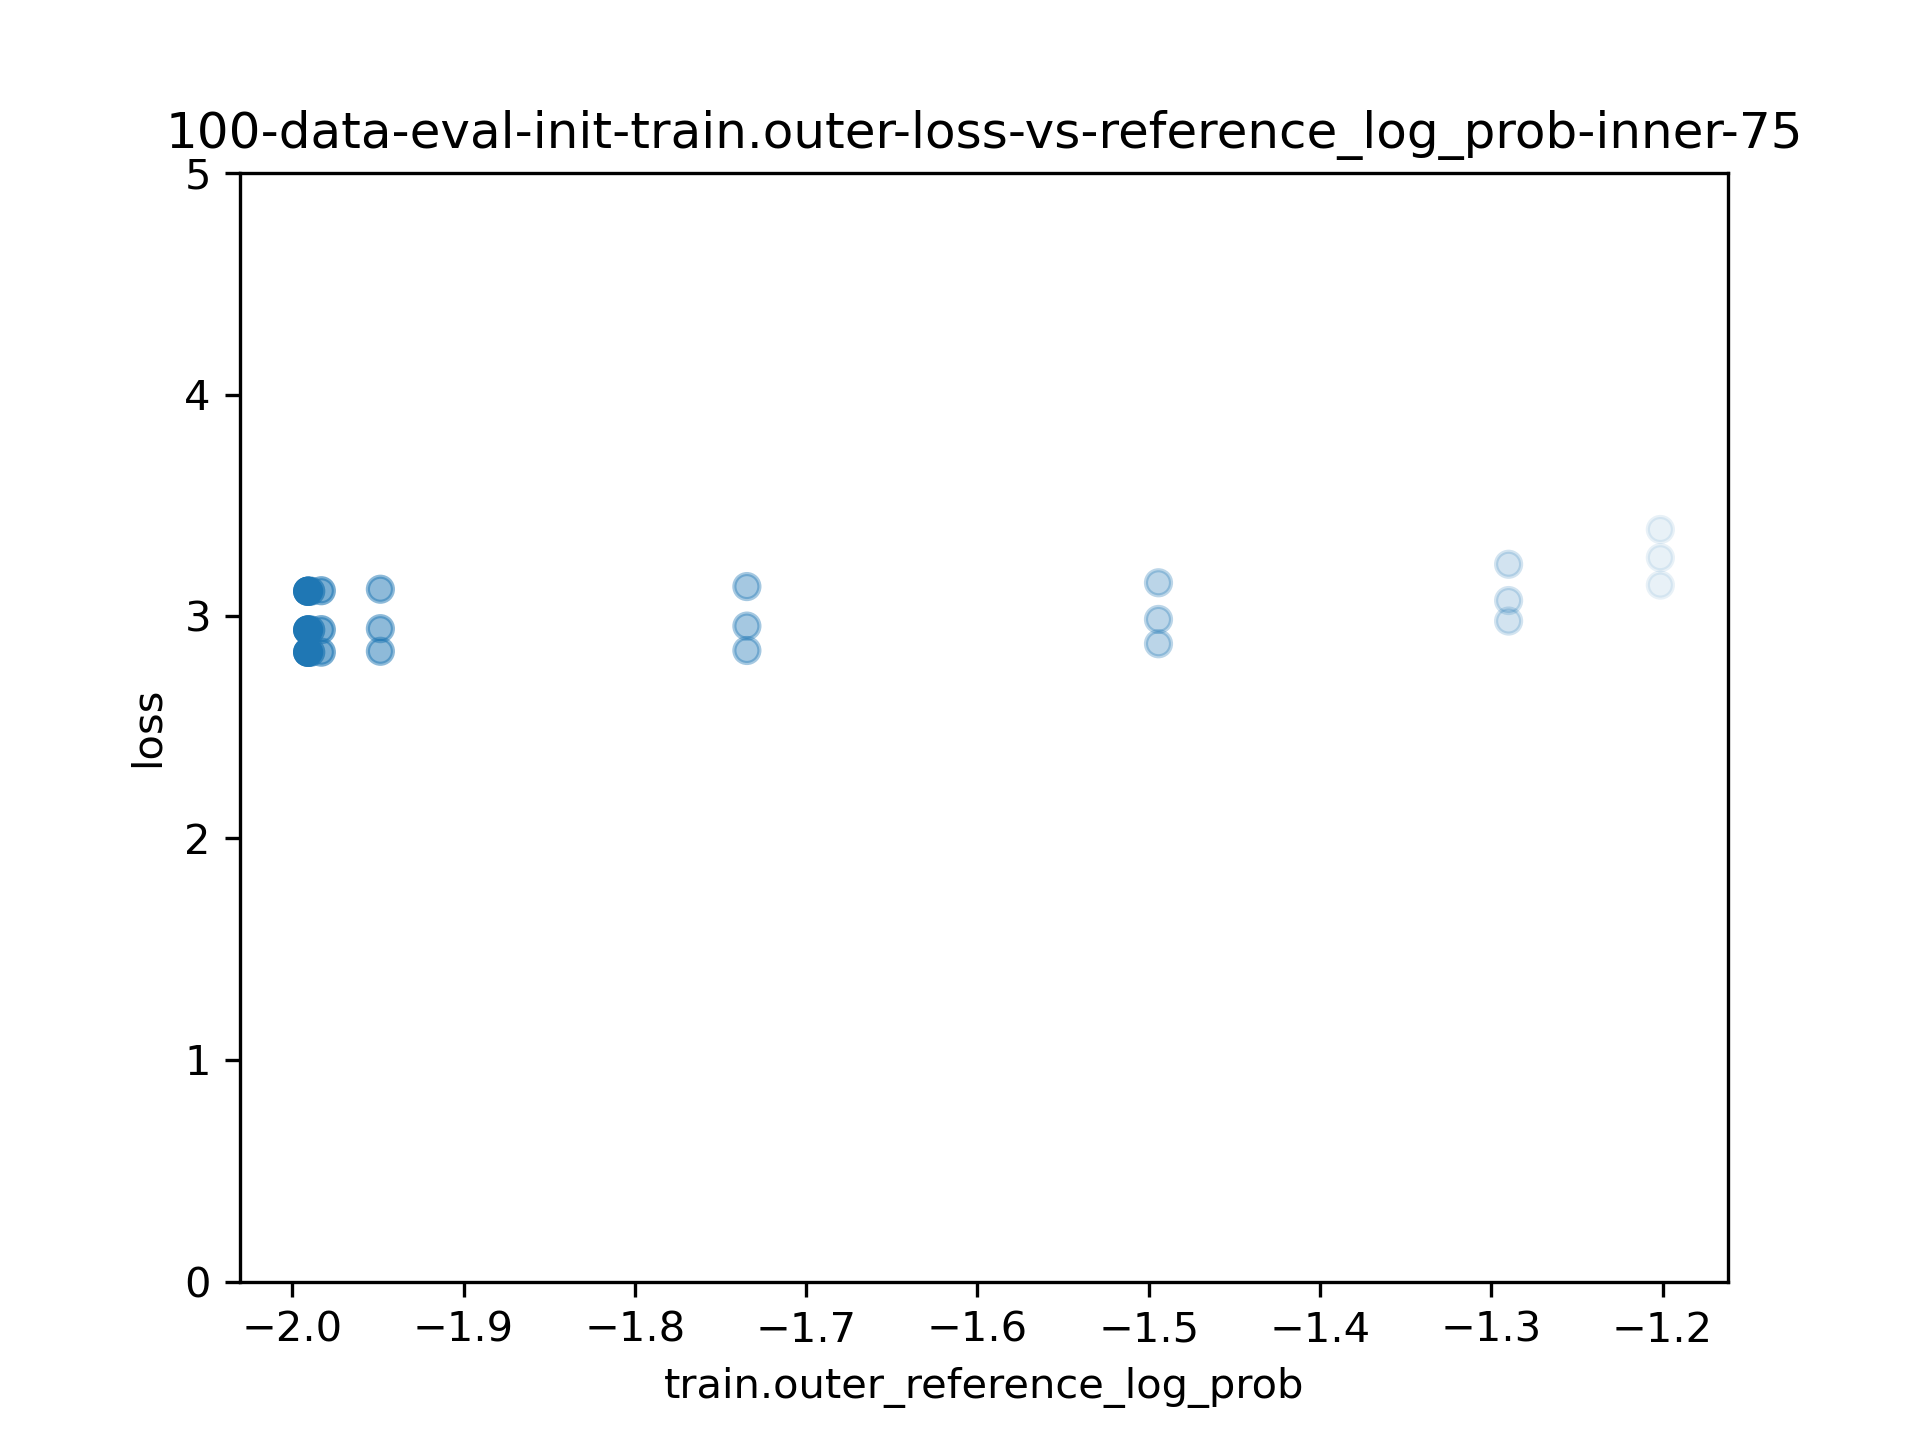 100-data-eval-init-train.outer-loss-vs-reference_log_prob-inner-75
5
4
3
2
1
0
loss
−2.0 −1.9 −1.8 −1.7 −1.6 −1.5 −1.4 −1.3 −1.2
train.outer_reference_log_prob